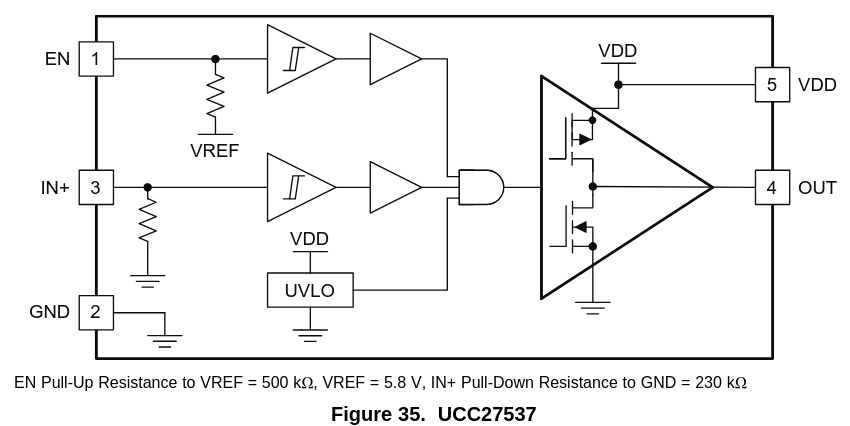 VDD
EN 1
5 VDD
VREF
IN+ 3
4 OUT
VDD
UVLO
GND 2
EN Pull-Up Resistance to VREF = 500 kΩ, VREF = 5.8 V, IN+ Pull-Down Resistance to GND = 230 kΩ
Figure 35. UCC27537